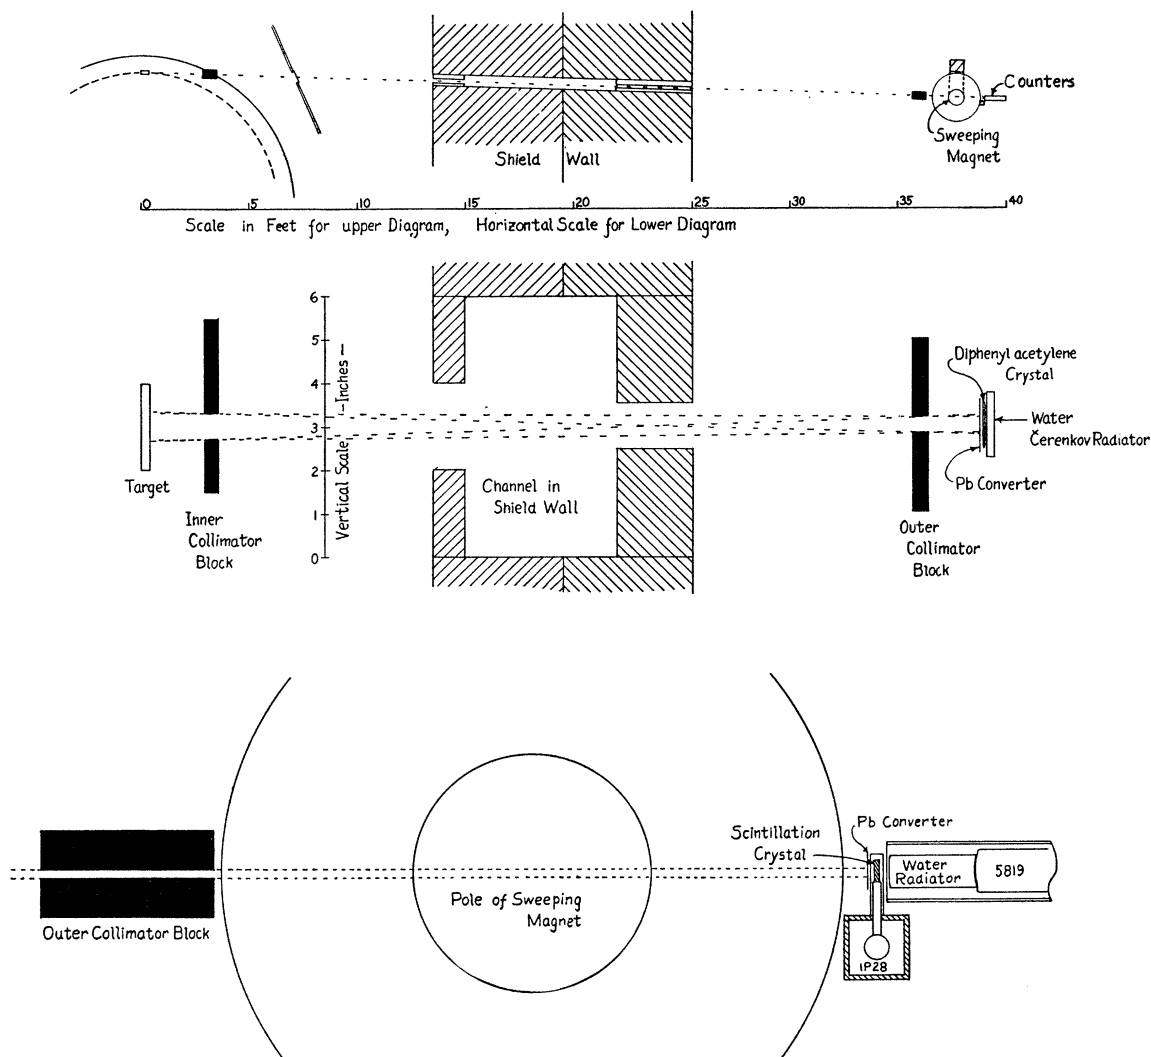 Counters
Sweeping
Magnet
Shield Wall
0 5 10 15 20 25 30 35 40
Scale in Feet for upper Diagram, Horizontal Scale for Lower Diagram
6
5
4
3
2
1
0
Vertical Scale —Inches—
Target
Inner
Collimator
Block
Channel in
Shield Wall
Outer
Collimator
Block
Diphenyl acetylene
Crystal
Water
Čerenkov Radiator
Pb Converter
Outer Collimator Block
Pole of Sweeping
Magnet
Scintillation
Crystal
Pb Converter
Water
Radiator
5819
1P28